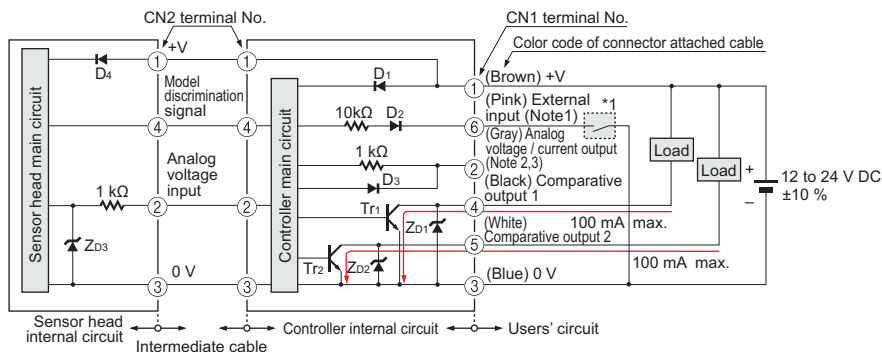 CN2 terminal No.
CN1 terminal No.
Color code of connector attached cable
+V
1
1
D4
D1
1
(Brown) +V
Model
discrimination
signal
4
4
10kΩ
D2
6
(Pink) External
input (Note1)
*1
(Gray) Analog
voltage / current output
(Note 2,3)
1 kΩ
2
D3
Load
Load
+
–
12 to 24 V DC
±10 %
Sensor head main circuit
Controller main circuit
Analog
voltage
input
1 kΩ
2
2
(Black) Comparative
output 1
Tr1
4
ZD1
100 mA max.
(White)
Comparative output 2
5
Tr2
ZD2
100 mA max.
ZD3
0 V
3
3
3
(Blue) 0 V
Sensor head
internal circuit
Intermediate cable
Controller internal circuit
Users' circuit